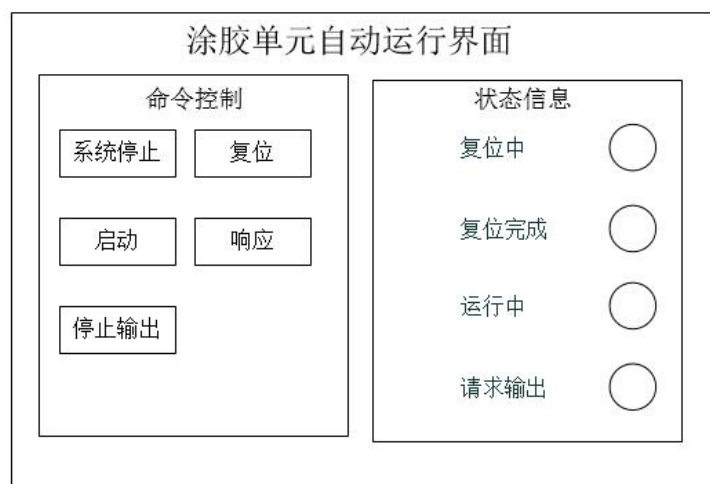 涂胶单元自动运行界面
命令控制
系统停止
复位
启动
响应
停止输出
状态信息
复位中
复位完成
运行中
请求输出